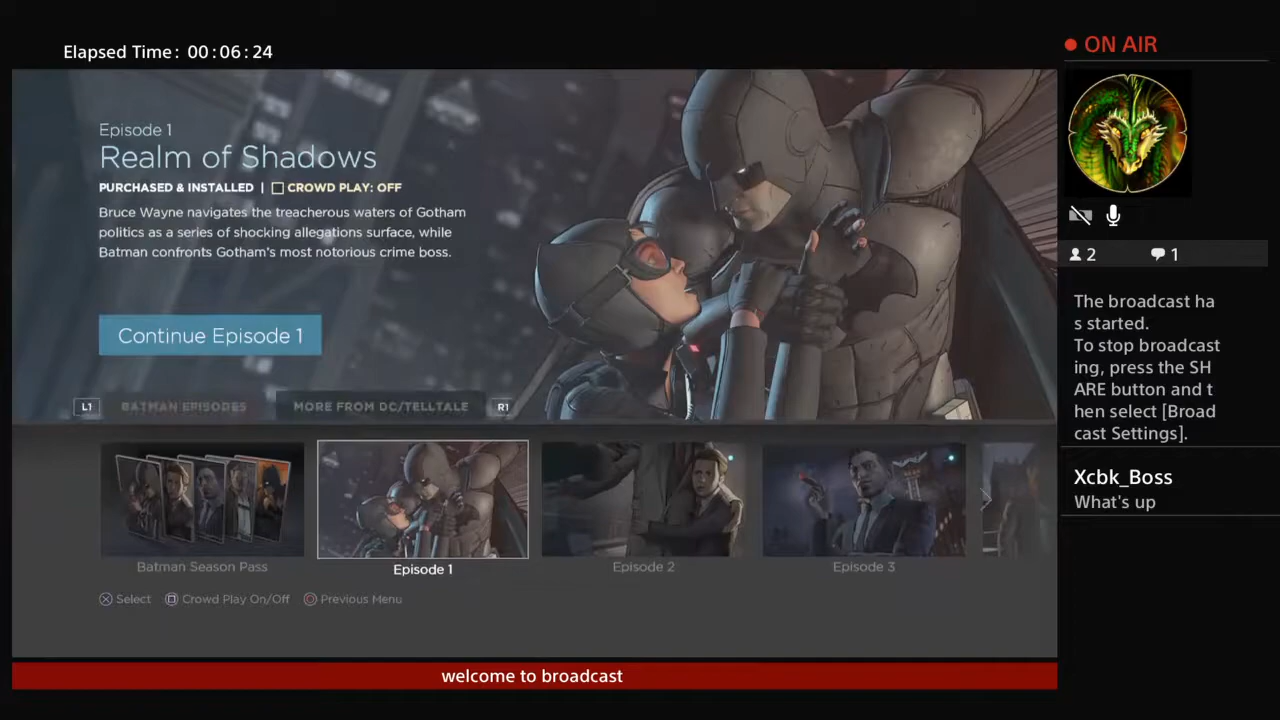 Elapsed Time: 00:06:24
ON AIR
Episode 1
Realm of Shadows
PURCHASED & INSTALLED | CROWD PLAY: OFF
Bruce Wayne navigates the treacherous waters of Gotham
politics as a series of shocking allegations surface, while
Batman confronts Gotham's most notorious crime boss.
Continue Episode 1
L1 BATMAN EPISODES MORE FROM DC/TELLTALE R1
Batman Season Pass
Episode 1
Episode 2
Episode 3
Select Crowd Play On/Off Previous Menu
welcome to broadcast
2 1
The broadcast ha
s started.
To stop broadcast
ing, press the SH
ARE button and t
hen select [Broad
cast Settings].
Xcbk_Boss
What's up